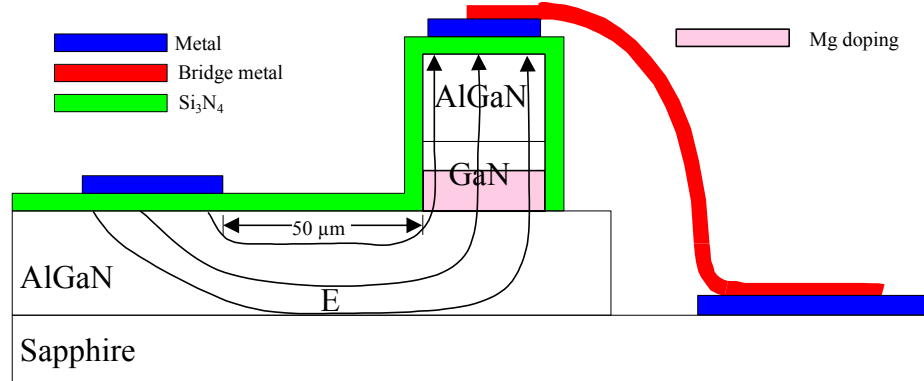 Metal
Bridge metal
Si₃N₄
Mg doping
AlGaN
GaN
50 µm
AlGaN
E
Sapphire